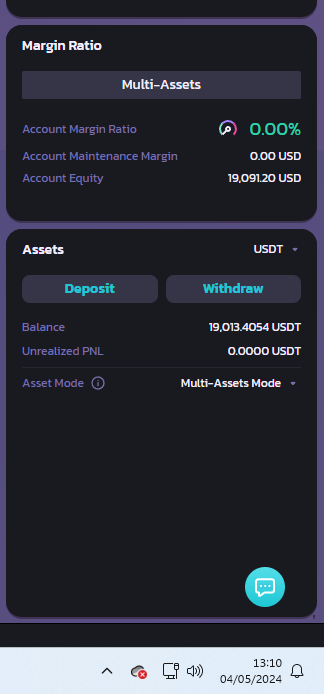 Margin Ratio
Multi-Assets
Account Margin Ratio 0.00%
Account Maintenance Margin 0.00 USD
Account Equity 19,091.20 USD
Assets USDT
Deposit Withdraw
Balance 19,013.4054 USDT
Unrealized PNL 0.0000 USDT
Asset Mode Multi-Assets Mode
13:10
04/05/2024